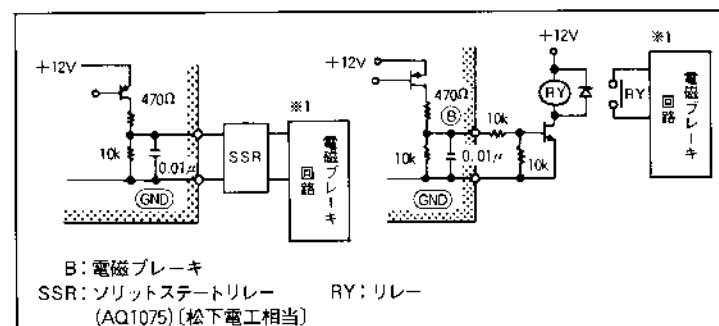 +12V
470Ω
10k
0.01μ
GND
SSR
※1
電磁ブレーキ
回路
+12V
470Ω
B
10k
10k
0.01μ
GND
10k
+12V
RY
RY
※1
電磁ブレーキ
回路
B:電磁ブレーキ
SSR:ソリットステートリレー RY:リレー
(AQ1075)〔松下電工相当〕